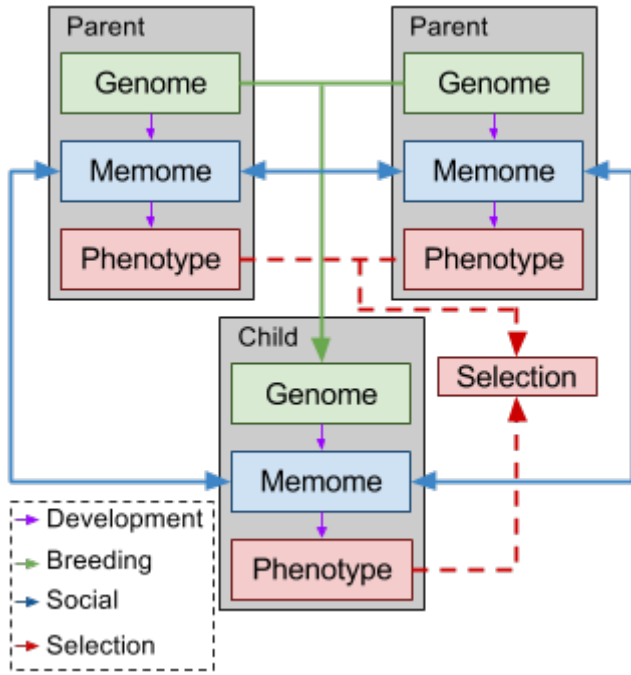 Parent
Genome
Memome
Phenotype
Parent
Genome
Memome
Phenotype
Child
Genome
Memome
Phenotype
Selection
Development
Breeding
Social
Selection